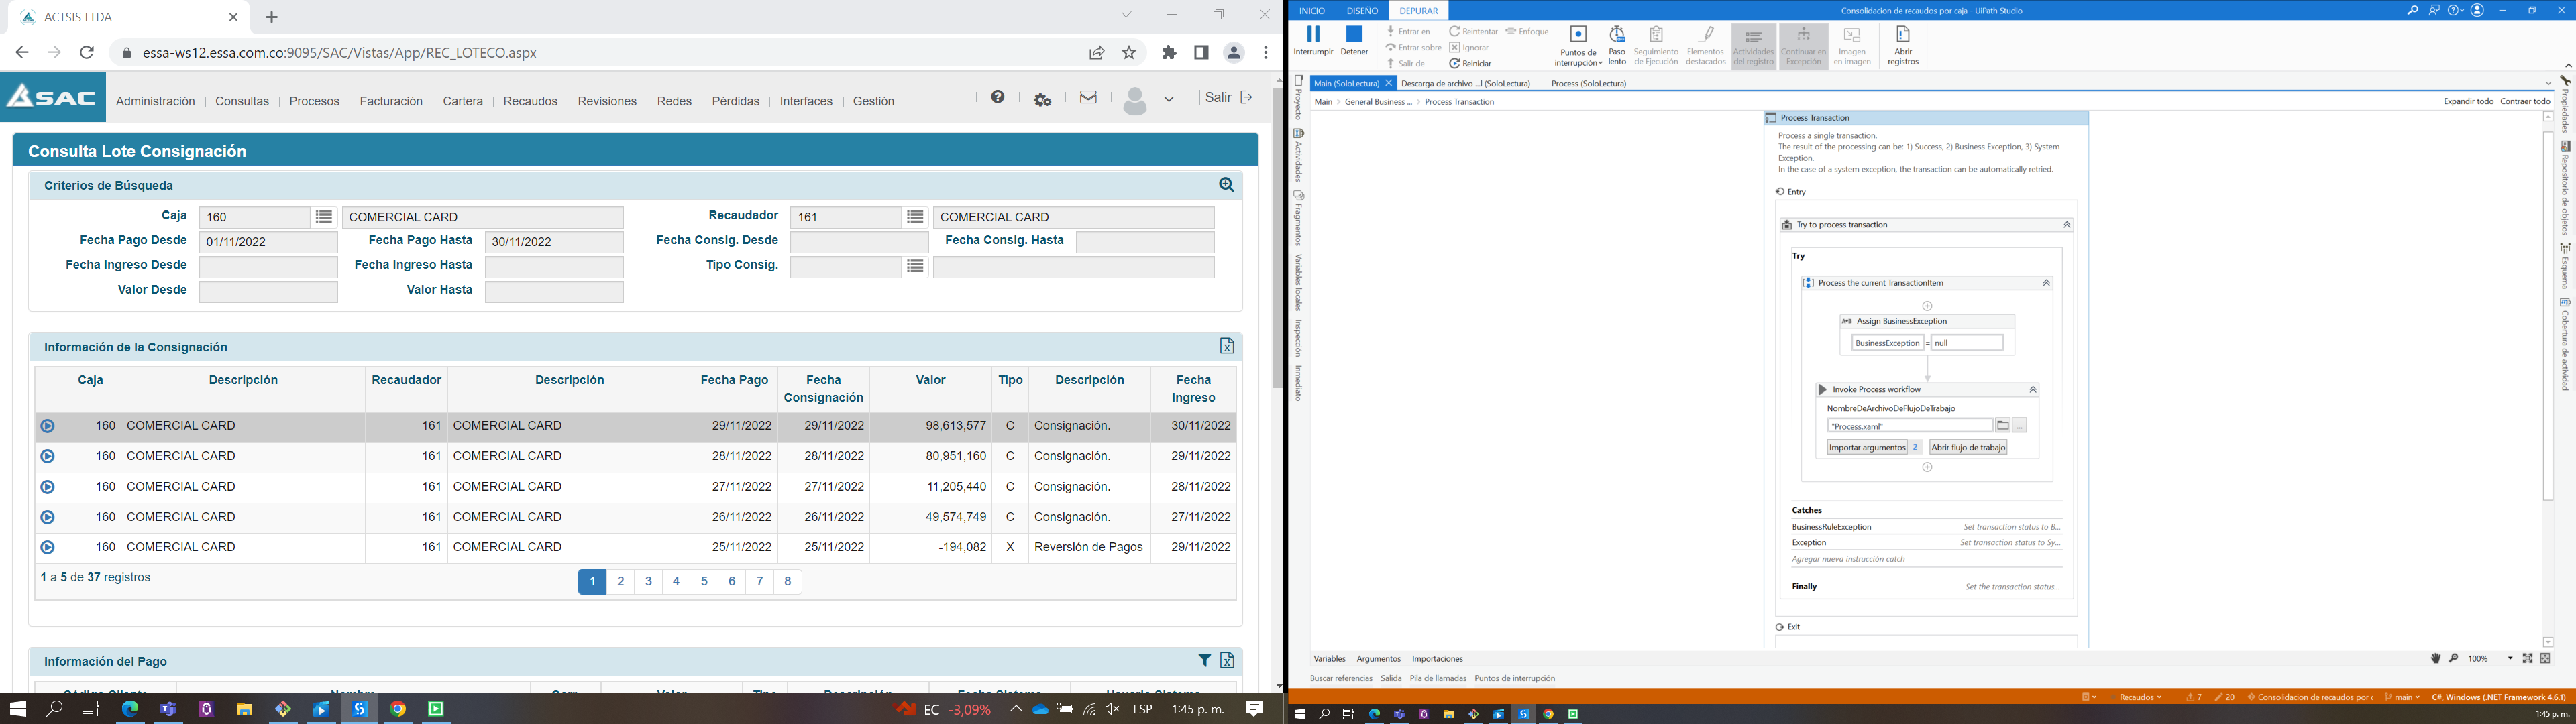 ACTSIS LTDA
essa-ws12.essa.com.co:9095/SAC/Vistas/App/REC_LOTECO.aspx
SAC
Administración | Consultas | Procesos | Facturación | Cartera | Recaudos | Revisiones | Redes | Pérdidas | Interfaces | Gestión
Salir
Consulta Lote Consignación
Criterios de Búsqueda
Caja 160 COMERCIAL CARD Recaudador 161 COMERCIAL CARD
Fecha Pago Desde 01/11/2022 Fecha Pago Hasta 30/11/2022 Fecha Consig. Desde Fecha Consig. Hasta
Fecha Ingreso Desde Fecha Ingreso Hasta Tipo Consig.
Valor Desde Valor Hasta
Información de la Consignación
Caja Descripción Recaudador Descripción Fecha Pago Fecha Consignación Valor Tipo Descripción Fecha Ingreso
160 COMERCIAL CARD 161 COMERCIAL CARD 29/11/2022 29/11/2022 98,613,577 C Consignación. 30/11/2022
160 COMERCIAL CARD 161 COMERCIAL CARD 28/11/2022 28/11/2022 80,951,160 C Consignación. 29/11/2022
160 COMERCIAL CARD 161 COMERCIAL CARD 27/11/2022 27/11/2022 11,205,440 C Consignación. 28/11/2022
160 COMERCIAL CARD 161 COMERCIAL CARD 26/11/2022 26/11/2022 49,574,749 C Consignación. 27/11/2022
160 COMERCIAL CARD 161 COMERCIAL CARD 25/11/2022 25/11/2022 -194,082 X Reversión de Pagos 29/11/2022
1 a 5 de 37 registros
1 2 3 4 5 6 7 8
Información del Pago
EC -3,09% ESP 1:45 p. m.
INICIO DISEÑO DEPURAR
Consolidacion de recaudos por caja - UiPath Studio
Interrumpir
Detener
Entrar en
Entrar sobre
Salir de
Reintentar
Ignorar
Reiniciar
Enfoque
Puntos de interrupción
Paso lento
Seguimiento de Ejecución
Elementos destacados
Actividades del registro
Continuar en Excepción
Imagen en imagen
Abrir registros
Main (SoloLectura) Descarga de archivo ...l (SoloLectura) Process (SoloLectura)
Main > General Business ... > Process Transaction
Expandir todo Contraer todo
Proyecto
Actividades
Fragmentos
Variables locales
Inspección
Inmediato
Process Transaction
Process a single transaction.
The result of the processing can be: 1) Success, 2) Business Exception, 3) System
Exception.
In the case of a system exception, the transaction can be automatically retried.
Entry
Try to process transaction
Try
Process the current TransactionItem
A*B Assign BusinessException
BusinessException = null
Invoke Process workflow
NombreDeArchivoDeFlujoDeTrabajo
"Process.xaml" ...
Importar argumentos 2 Abrir flujo de trabajo
Catches
BusinessRuleException Set transaction status to B...
Exception Set transaction status to Sy...
Agregar nueva instrucción catch
Finally Set the transaction status...
Exit
Propiedades
Repositorio de objetos
Esquema
Cobertura de actividad
Variables Argumentos Importaciones
100%
Buscar referencias Salida Pila de llamadas Puntos de interrupción
Recaudos 7 20 Consolidacion de recaudos por c main C#, Windows (.NET Framework 4.6.1)
1:45 p. m.